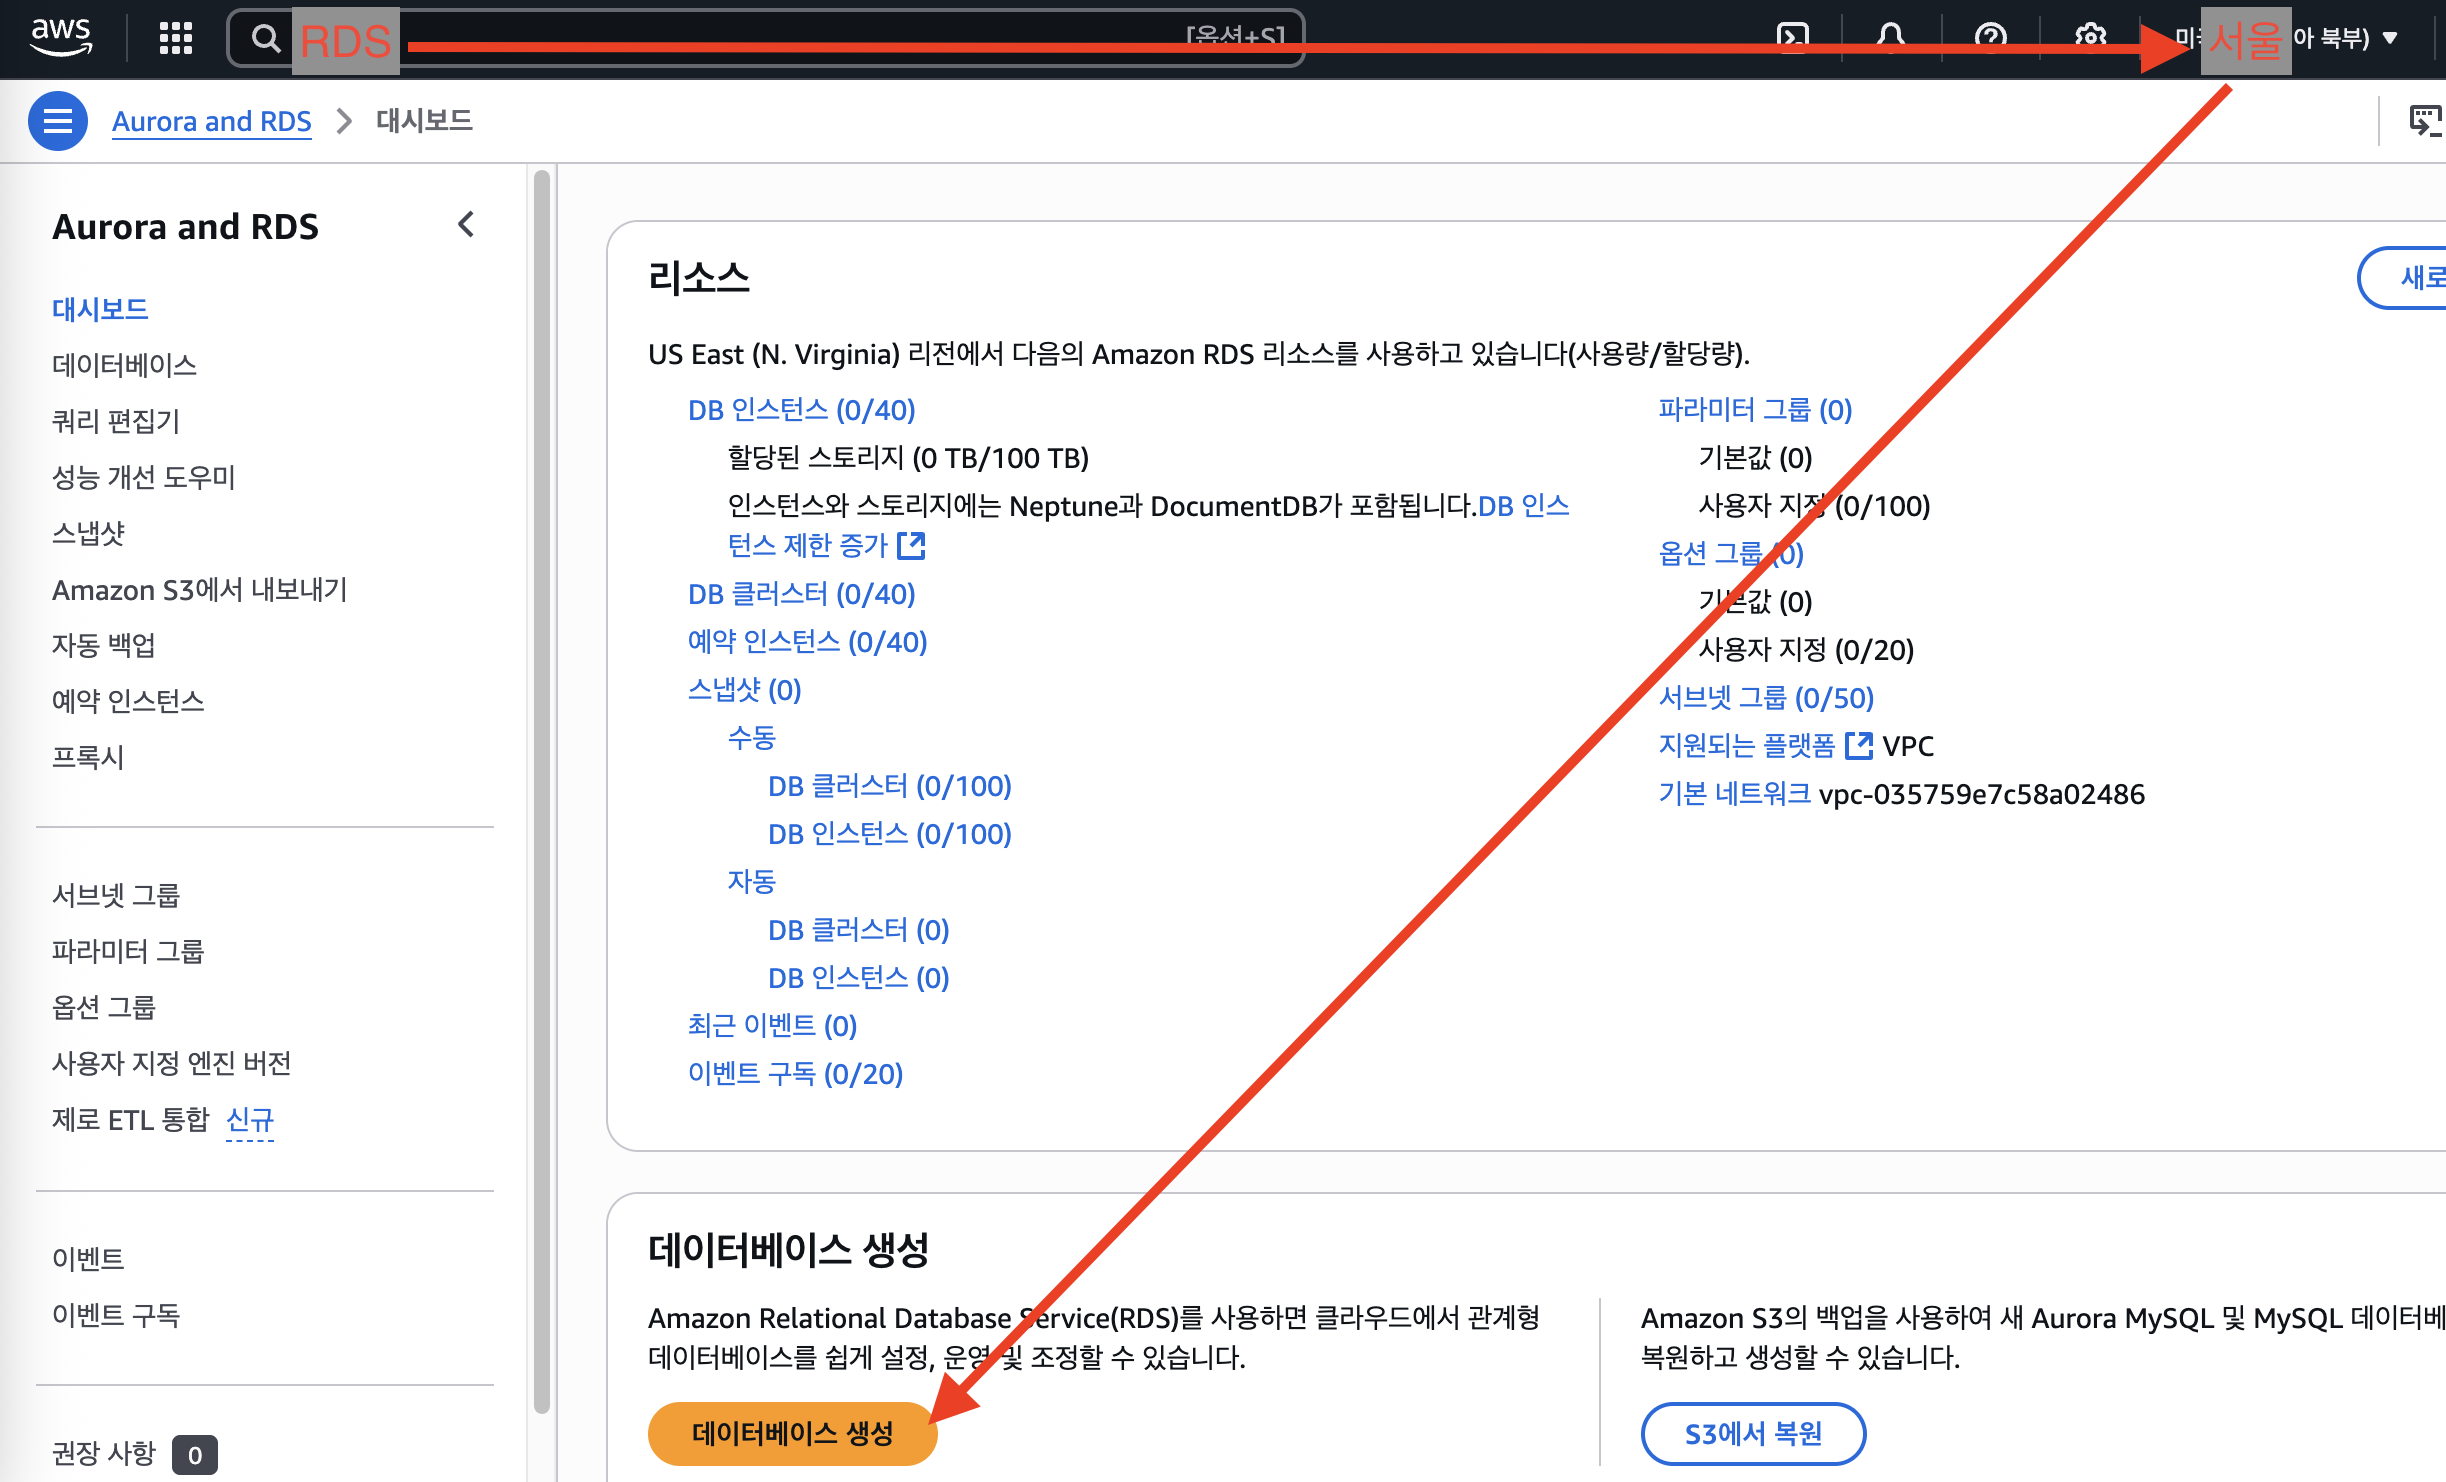 aws
RDS
[옵션+S]
서울
아 북부)
Aurora and RDS
대시보드
Aurora and RDS
대시보드
데이터베이스
쿼리 편집기
성능 개선 도우미
스냅샷
Amazon S3에서 내보내기
자동 백업
예약 인스턴스
프록시
서브넷 그룹
파라미터 그룹
옵션 그룹
사용자 지정 엔진 버전
제로 ETL 통합 신규
이벤트
이벤트 구독
권장 사항 0
리소스
새로
US East (N. Virginia) 리전에서 다음의 Amazon RDS 리소스를 사용하고 있습니다(사용량/할당량).
DB 인스턴스 (0/40)
할당된 스토리지 (0 TB/100 TB)
인스턴스와 스토리지에는 Neptune과 DocumentDB가 포함됩니다.DB 인스
턴스 제한 증가
DB 클러스터 (0/40)
예약 인스턴스 (0/40)
스냅샷 (0)
수동
DB 클러스터 (0/100)
DB 인스턴스 (0/100)
자동
DB 클러스터 (0)
DB 인스턴스 (0)
최근 이벤트 (0)
이벤트 구독 (0/20)
파라미터 그룹 (0)
기본값 (0)
사용자 지정 (0/100)
옵션 그룹 (0)
기본값 (0)
사용자 지정 (0/20)
서브넷 그룹 (0/50)
지원되는 플랫폼 VPC
기본 네트워크 vpc-035759e7c58a02486
데이터베이스 생성
Amazon Relational Database Service(RDS)를 사용하면 클라우드에서 관계형
데이터베이스를 쉽게 설정, 운영 및 조정할 수 있습니다.
데이터베이스 생성
Amazon S3의 백업을 사용하여 새 Aurora MySQL 및 MySQL 데이터베
복원하고 생성할 수 있습니다.
S3에서 복원